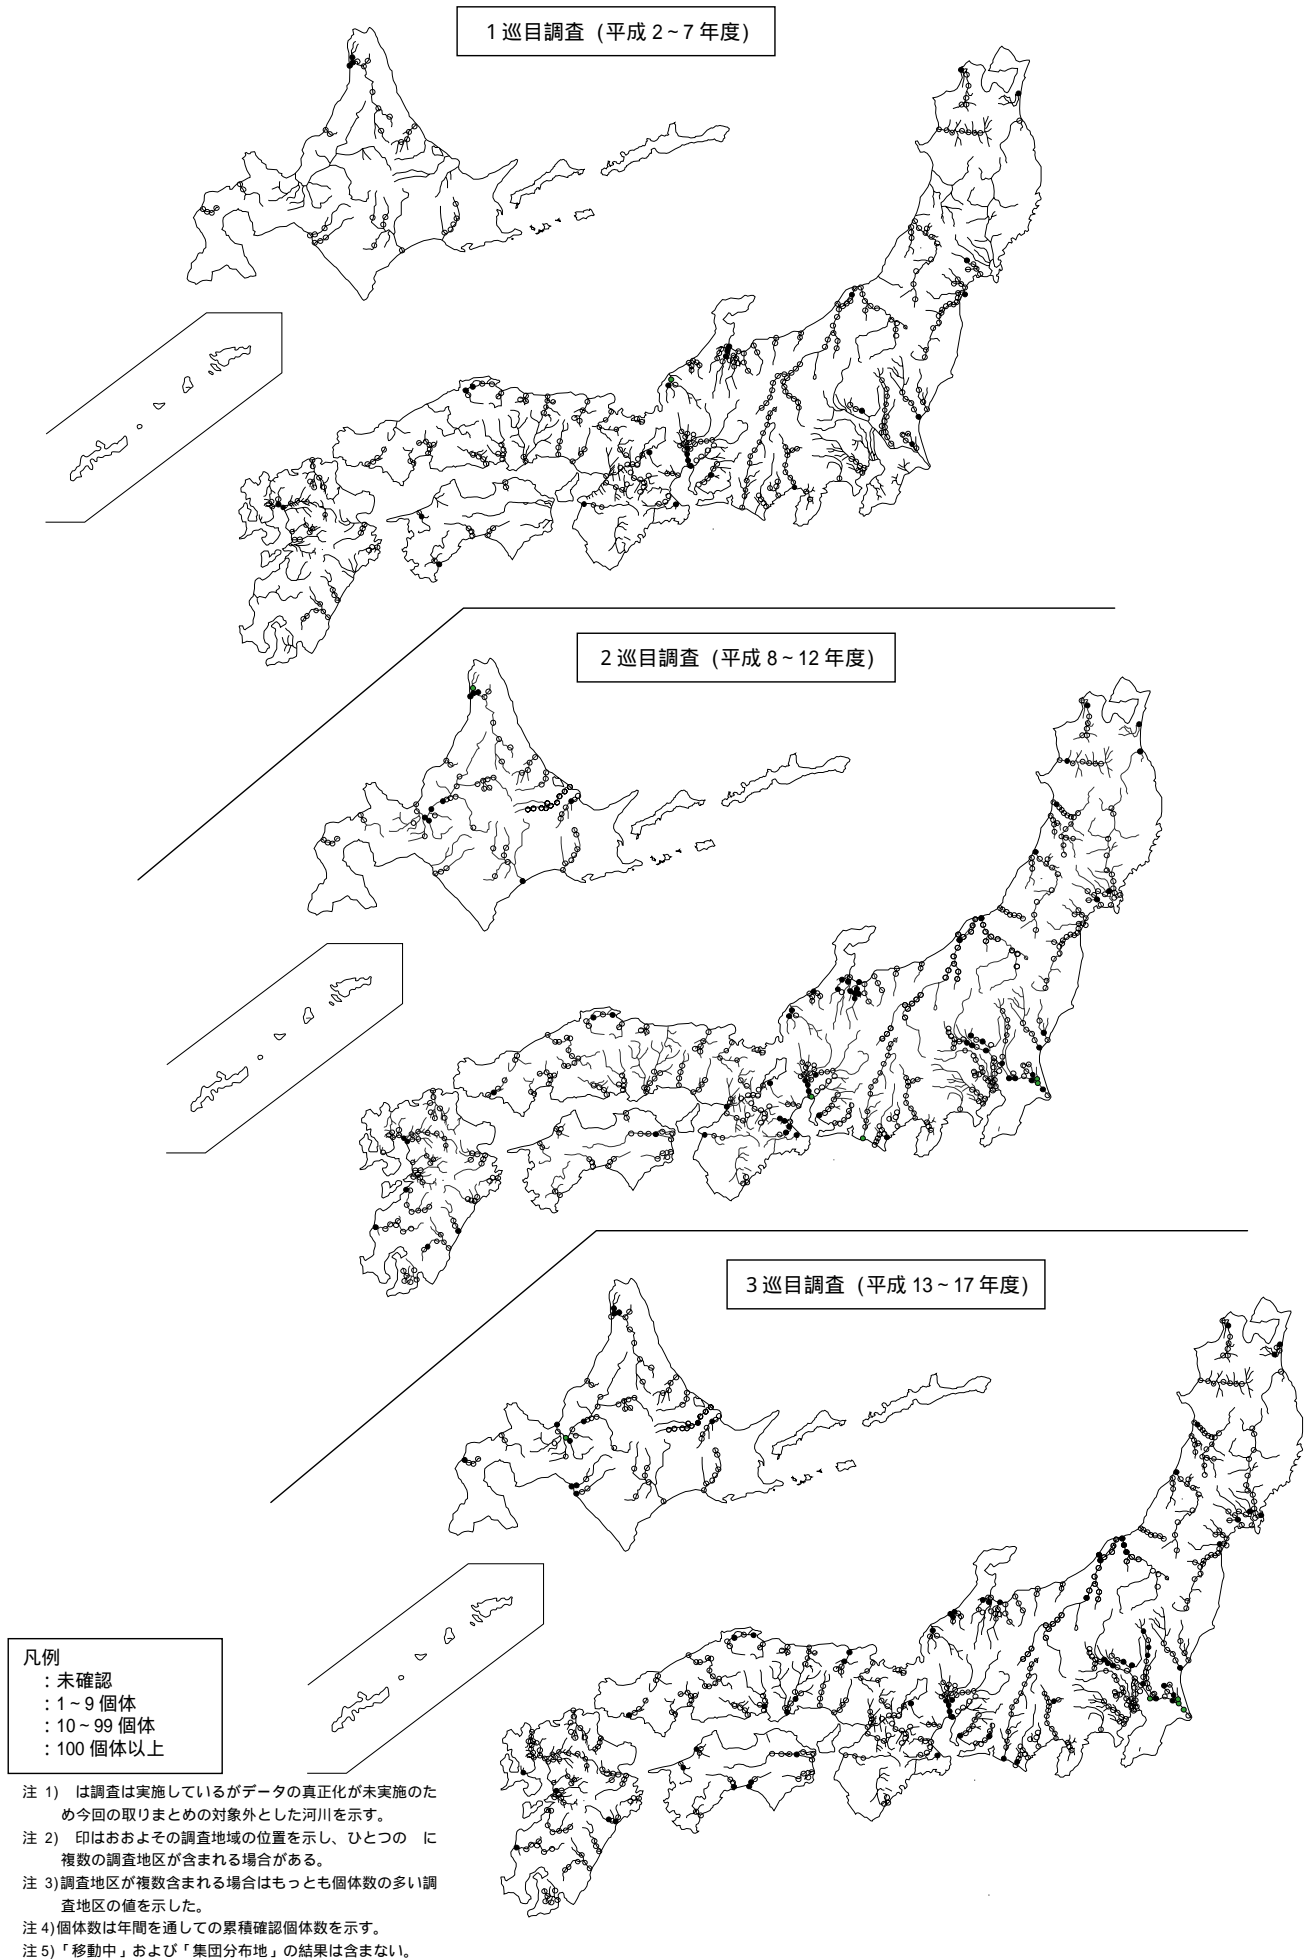 1巡目調査 (平成 2~7 年度)
2巡目調査 (平成 8~12 年度)
3巡目調査 (平成 13~17 年度)
凡例
：未確認
：1~9 個体
：10~99 個体
：100 個体以上
注 1) は調査は実施しているがデータの真正化が未実施のた
め今回の取りまとめの対象外とした河川を示す。
注 2) 印はおおよその調査地域の位置を示し、ひとつの に
複数の調査地区が含まれる場合がある。
注 3)調査地区が複数含まれる場合はもっとも個体数の多い調
査地区の値を示した。
注 4)個体数は年間を通しての累積確認個体数を示す。
注 5)「移動中」および「集団分布地」の結果は含まない。